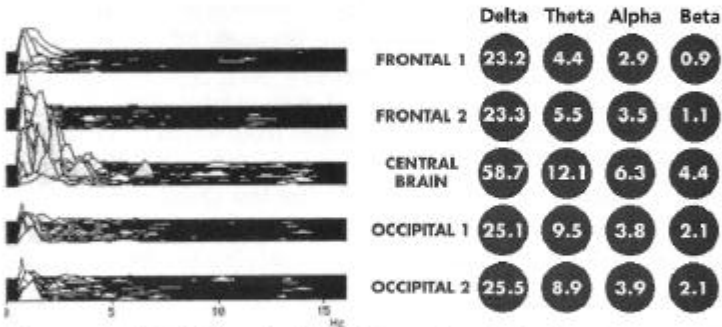 Delta Theta Alpha Beta
FRONTAL 1 23.2 4.4 2.9 0.9
FRONTAL 2 23.3 5.5 3.5 1.1
CENTRAL
BRAIN 58.7 12.1 6.3 4.4
OCCIPITAL 1 25.1 9.5 3.8 2.1
OCCIPITAL 2 25.5 8.9 3.9 2.1
5 15
Hz